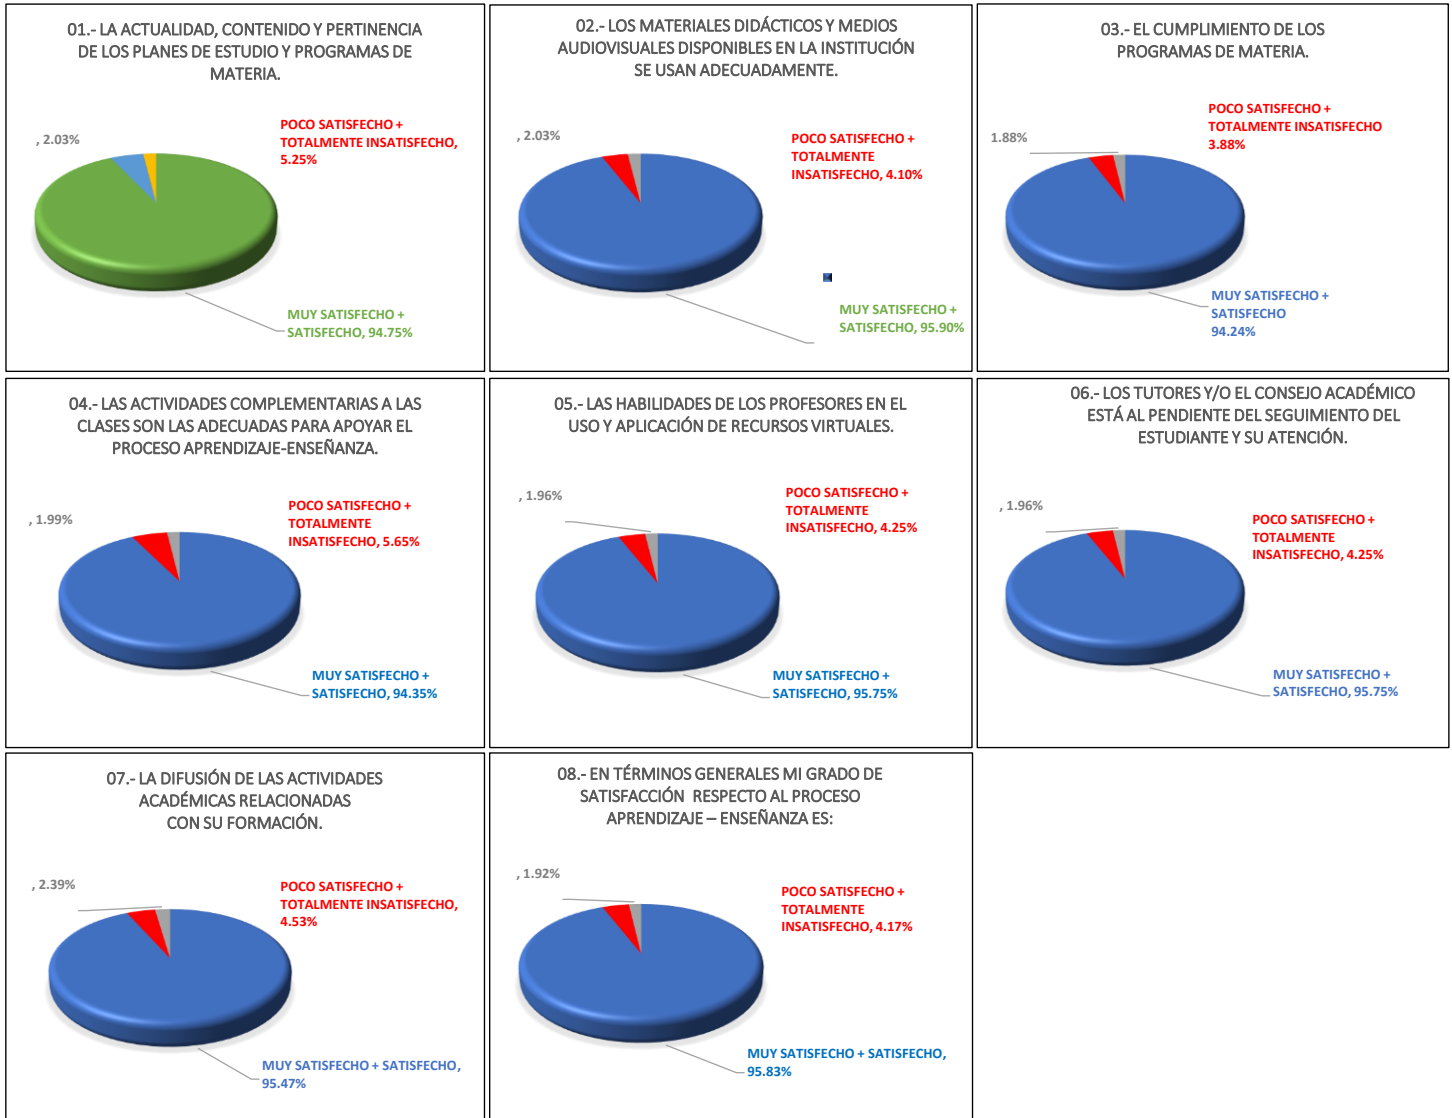 01.- LA ACTUALIDAD, CONTENIDO Y PERTINENCIA
DE LOS PLANES DE ESTUDIO Y PROGRAMAS DE
MATERIA.
, 2.03%
POCO SATISFECHO +
TOTALMENTE INSATISFECHO,
5.25%
MUY SATISFECHO +
SATISFECHO, 94.75%
02.- LOS MATERIALES DIDÁCTICOS Y MEDIOS
AUDIOVISUALES DISPONIBLES EN LA INSTITUCIÓN
SE USAN ADECUADAMENTE.
, 2.03%
POCO SATISFECHO +
TOTALMENTE
INSATISFECHO, 4.10%
MUY SATISFECHO +
SATISFECHO, 95.90%
03.- EL CUMPLIMIENTO DE LOS
PROGRAMAS DE MATERIA.
1.88%
POCO SATISFECHO +
TOTALMENTE INSATISFECHO
3.88%
MUY SATISFECHO +
SATISFECHO
94.24%
04.- LAS ACTIVIDADES COMPLEMENTARIAS A LAS
CLASES SON LAS ADECUADAS PARA APOYAR EL
PROCESO APRENDIZAJE-ENSEÑANZA.
, 1.99%
POCO SATISFECHO +
TOTALMENTE
INSATISFECHO, 5.65%
MUY SATISFECHO +
SATISFECHO, 94.35%
05.- LAS HABILIDADES DE LOS PROFESORES EN EL
USO Y APLICACIÓN DE RECURSOS VIRTUALES.
, 1.96%
POCO SATISFECHO +
TOTALMENTE
INSATISFECHO, 4.25%
MUY SATISFECHO +
SATISFECHO, 95.75%
06.- LOS TUTORES Y/O EL CONSEJO ACADÉMICO
ESTÁ AL PENDIENTE DEL SEGUIMIENTO DEL
ESTUDIANTE Y SU ATENCIÓN.
, 1.96%
POCO SATISFECHO +
TOTALMENTE
INSATISFECHO, 4.25%
MUY SATISFECHO +
SATISFECHO, 95.75%
07.- LA DIFUSIÓN DE LAS ACTIVIDADES
ACADÉMICAS RELACIONADAS
CON SU FORMACIÓN.
, 2.39%
POCO SATISFECHO +
TOTALMENTE INSATISFECHO,
4.53%
MUY SATISFECHO + SATISFECHO,
95.47%
08.- EN TÉRMINOS GENERALES MI GRADO DE
SATISFACCIÓN RESPECTO AL PROCESO
APRENDIZAJE – ENSEÑANZA ES:
, 1.92%
POCO SATISFECHO +
TOTALMENTE
INSATISFECHO, 4.17%
MUY SATISFECHO + SATISFECHO,
95.83%